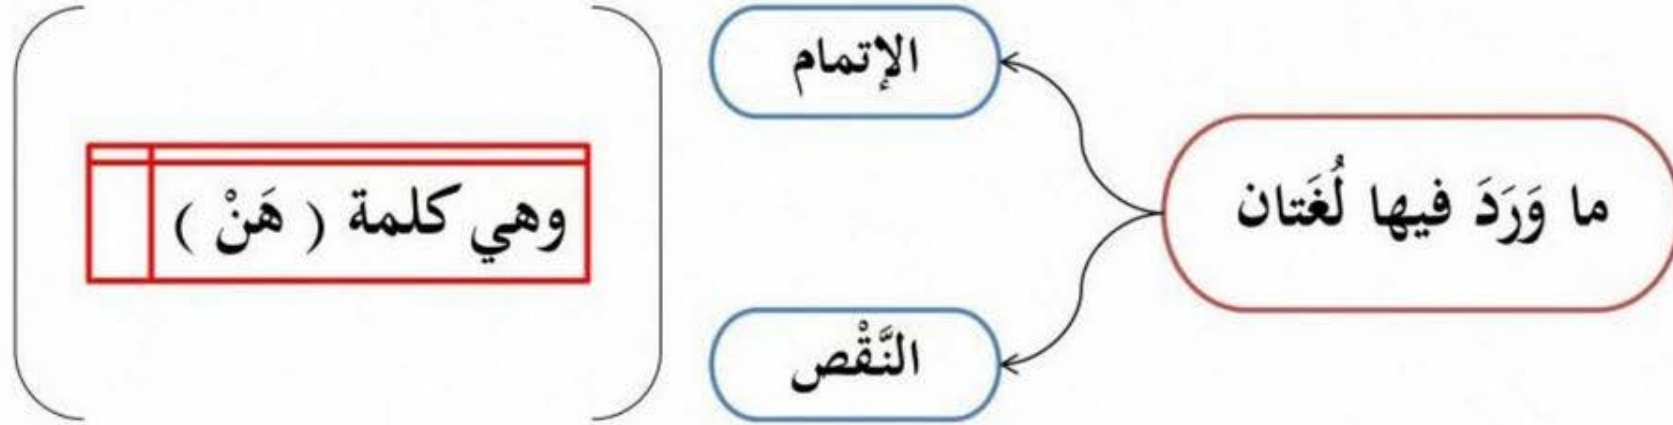 ما وَرَدَ فيها لُغَتان
الإتمام
النَّقْص
وهي كلمة ( هَنْ )